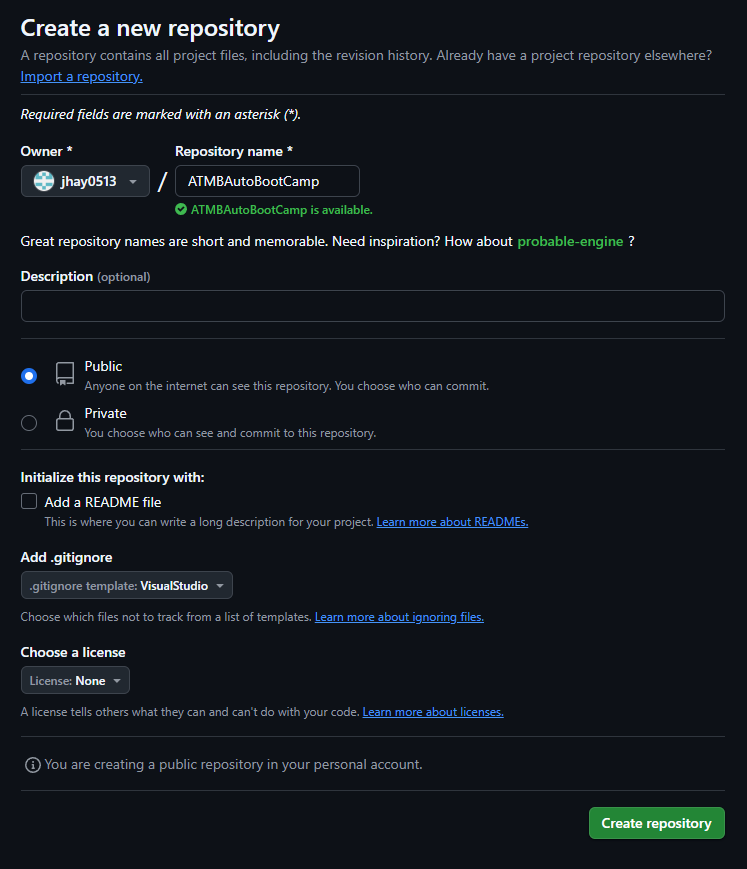 Create a new repository
A repository contains all project files, including the revision history. Already have a project repository elsewhere?
Import a repository.
Required fields are marked with an asterisk (*).
Owner * Repository name *
jhay0513 / ATMBAutoBootCamp
ATMBAutoBootCamp is available.
Great repository names are short and memorable. Need inspiration? How about probable-engine ?
Description (optional)
Public
Anyone on the internet can see this repository. You choose who can commit.
Private
You choose who can see and commit to this repository.
Initialize this repository with:
Add a README file
This is where you can write a long description for your project. Learn more about READMEs.
Add .gitignore
.gitignore template: VisualStudio
Choose which files not to track from a list of templates. Learn more about ignoring files.
Choose a license
License: None
A license tells others what they can and can't do with your code. Learn more about licenses.
You are creating a public repository in your personal account.
Create repository